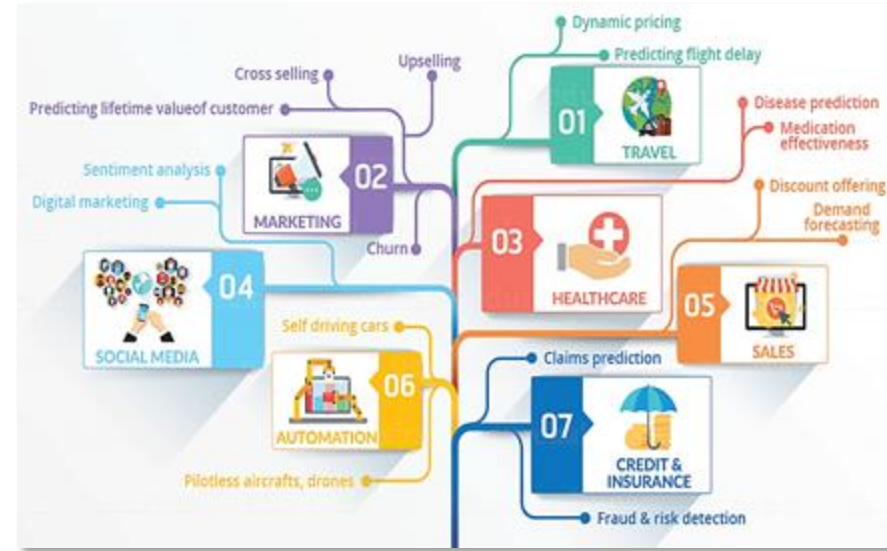 Dynamic pricing
Predicting flight delay
01
TRAVEL
Upselling
Cross selling
Predicting lifetime valueof customer
02
MARKETING
Churn
Disease prediction
Medication
effectiveness
03
HEALTHCARE
Sentiment analysis
Digital marketing
04
SOCIAL MEDIA
Discount offering
Demand
forecasting
05
SALES
Self driving cars
06
AUTOMATION
Pilotless aircrafts, drones
Claims prediction
07
CREDIT &
INSURANCE
Fraud & risk detection